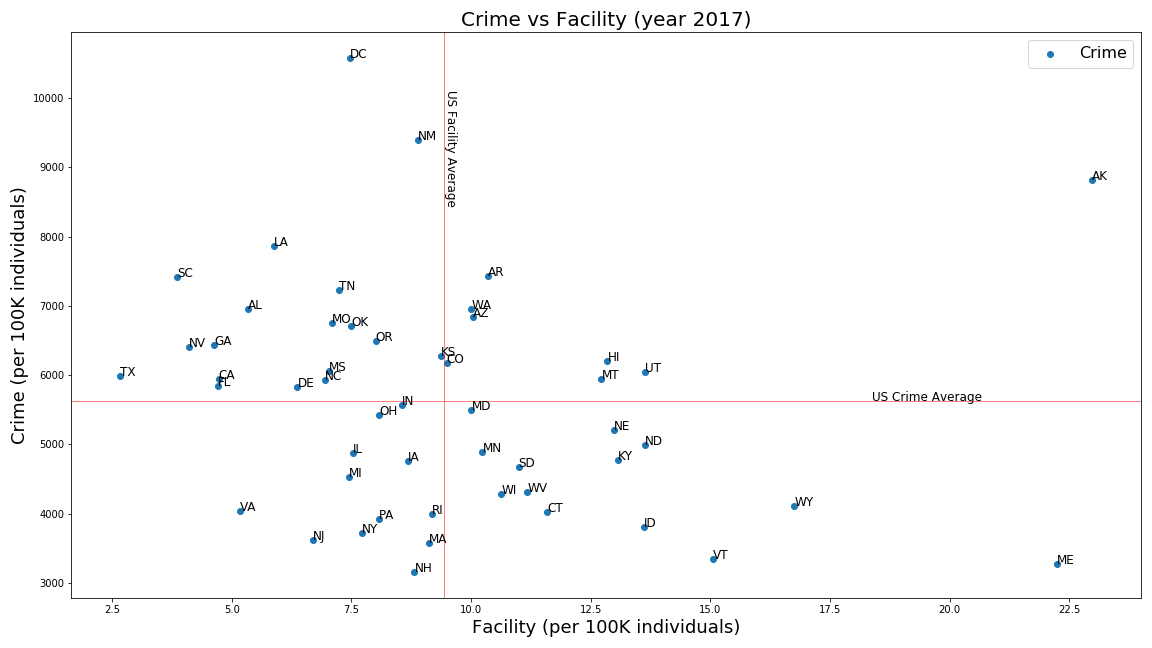 Crime vs Facility (year 2017)
Crime
DC
US Facility Average
10000
NM
9000
AK
8000
LA
SC
AR
TN
7000
AL
WA
AZ
MO
OK
OR
NV
GA
KS
CO
HI
UT
MS
6000
TX
CA
FL
NC
DE
MT
US Crime Average
IN
OH
MD
NE
5000
ND
IL
IA
MN
KY
SD
MI
WI
WV
4000
VA
PA
RI
CT
WY
NJ
NY
MA
ID
VT
NH
ME
3000
2.5
5.0
7.5
10.0
12.5
15.0
17.5
20.0
22.5
Facility (per 100K individuals)
Crime (per 100K individuals)